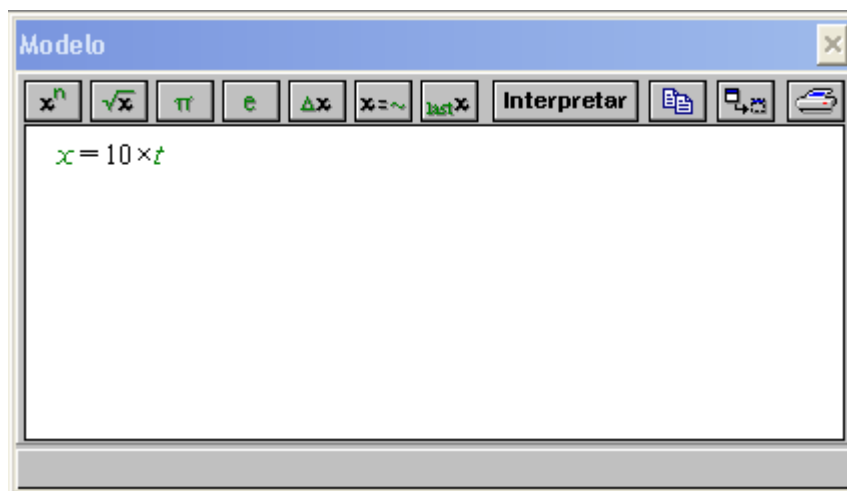 Modelo
xⁿ √x π e Δx x=~ lastx Interpretar
x = 10 × t